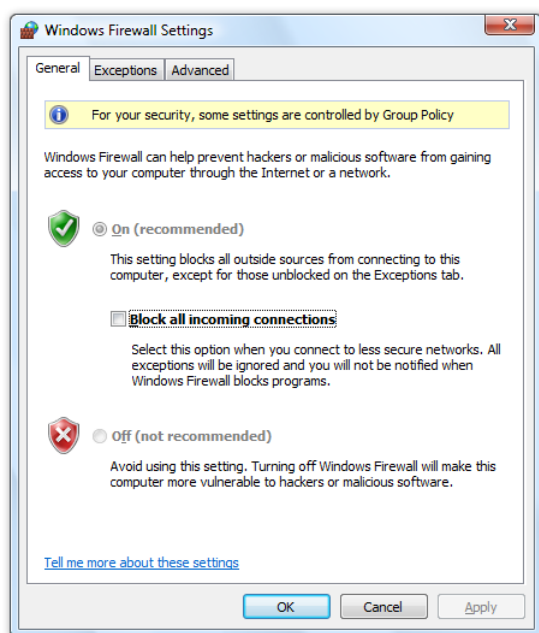 Windows Firewall Settings
General Exceptions Advanced
For your security, some settings are controlled by Group Policy
Windows Firewall can help prevent hackers or malicious software from gaining
access to your computer through the Internet or a network.
On (recommended)
This setting blocks all outside sources from connecting to this
computer, except for those unblocked on the Exceptions tab.
Block all incoming connections
Select this option when you connect to less secure networks. All
exceptions will be ignored and you will not be notified when
Windows Firewall blocks programs.
Off (not recommended)
Avoid using this setting. Turning off Windows Firewall will make this
computer more vulnerable to hackers or malicious software.
Tell me more about these settings
OK Cancel Apply